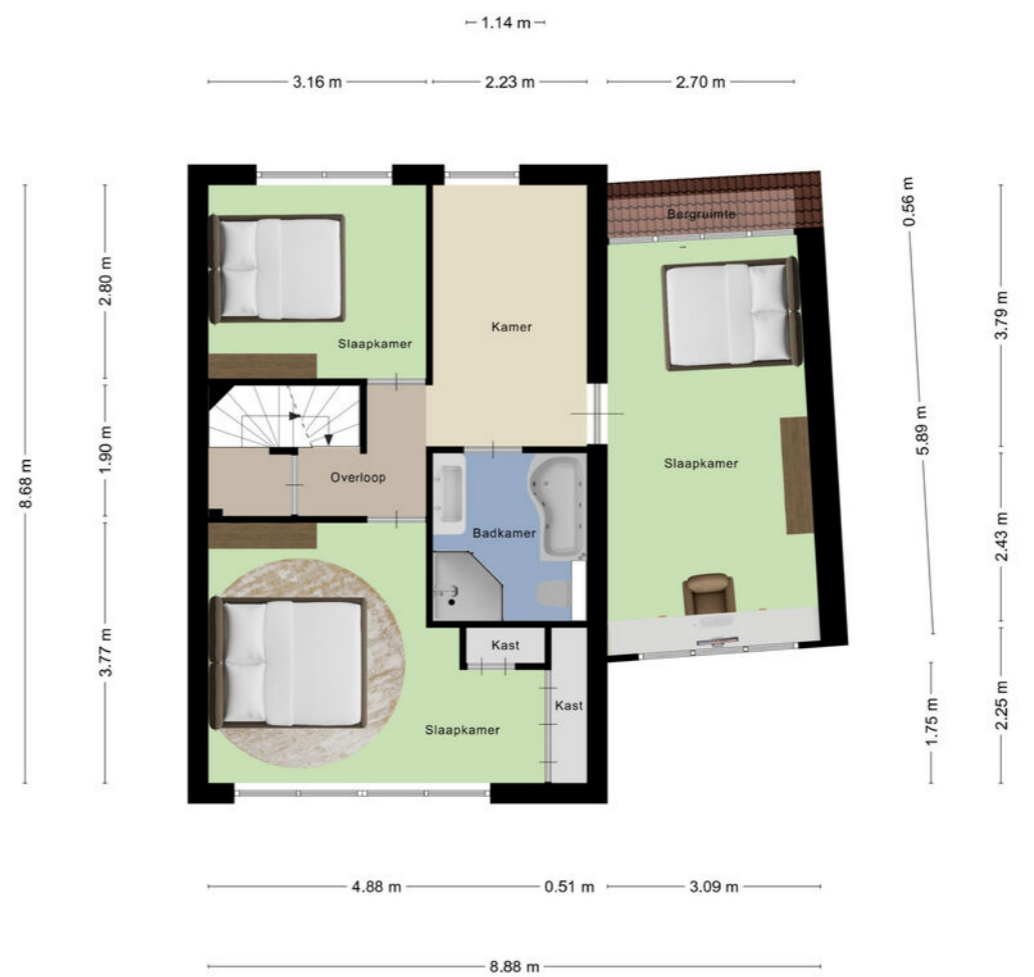 1.14 m
3.16 m
2.23 m
2.70 m
Bergruimte
0.56 m
2.80 m
3.79 m
Kamer
Slaapkamer
5.89 m
1.90 m
Slaapkamer
8.68 m
Overloop
Badkamer
2.43 m
Kast
3.77 m
Kast
2.25 m
1.75 m
Slaapkamer
4.88 m
0.51 m
3.09 m
8.88 m